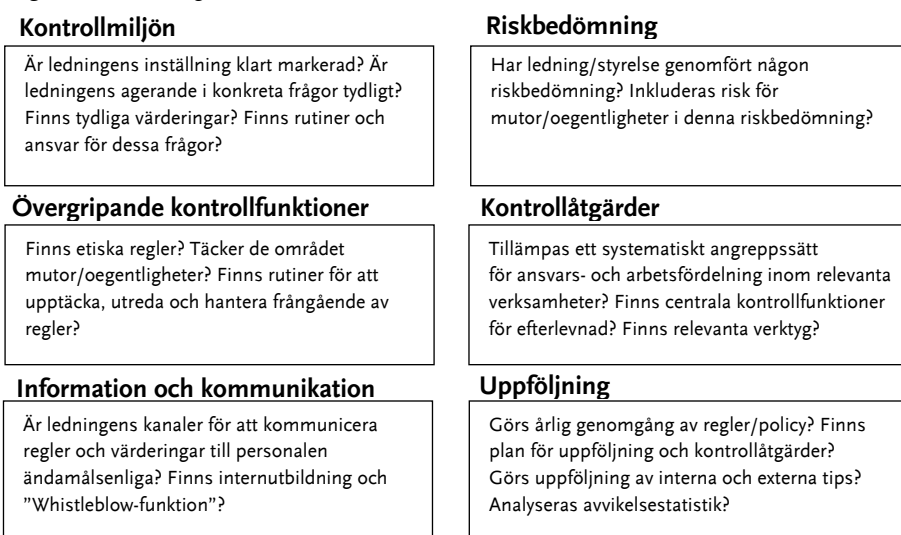 Kontrollmiljön
Är ledningens inställning klart markerad? Är
ledningens agerande i konkreta frågor tydligt?
Finns tydliga värderingar? Finns rutiner och
ansvar för dessa frågor?
Riskbedömning
Har ledning/styrelse genomfört någon
riskbedömning? Inkluderas risk för
mutor/oegentligheter i denna riskbedömning?
Övergripande kontrollfunktioner
Finns etiska regler? Täcker de området
mutor/oegentligheter? Finns rutiner för att
upptäcka, utreda och hantera frångående av
regler?
Kontrollåtgärder
Tillämpas ett systematiskt angreppssätt
för ansvars- och arbetsfördelning inom relevanta
verksamheter? Finns centrala kontrollfunktioner
för efterlevnad? Finns relevanta verktyg?
Information och kommunikation
Är ledningens kanaler för att kommunicera
regler och värderingar till personalen
ändamålsenliga? Finns internutbildning och
”Whistleblow-funktion”?
Uppföljning
Görs årlig genomgång av regler/policy? Finns
plan för uppföljning och kontrollåtgärder?
Görs uppföljning av interna och externa tips?
Analyseras avvikelsestatistik?